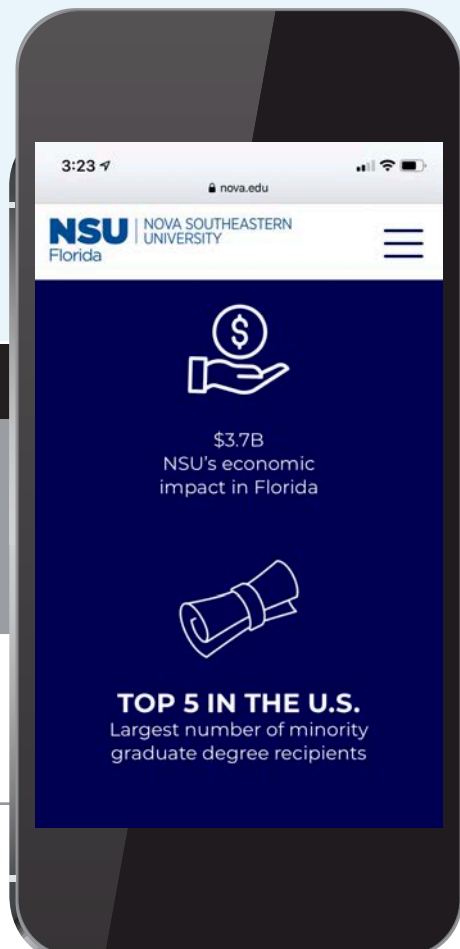 3:23
nova.edu
NSU
Florida
NOVA SOUTHEASTERN
UNIVERSITY
$
$3.7B
NSU's economic
impact in Florida
TOP 5 IN THE U.S.
Largest number of minority
graduate degree recipients